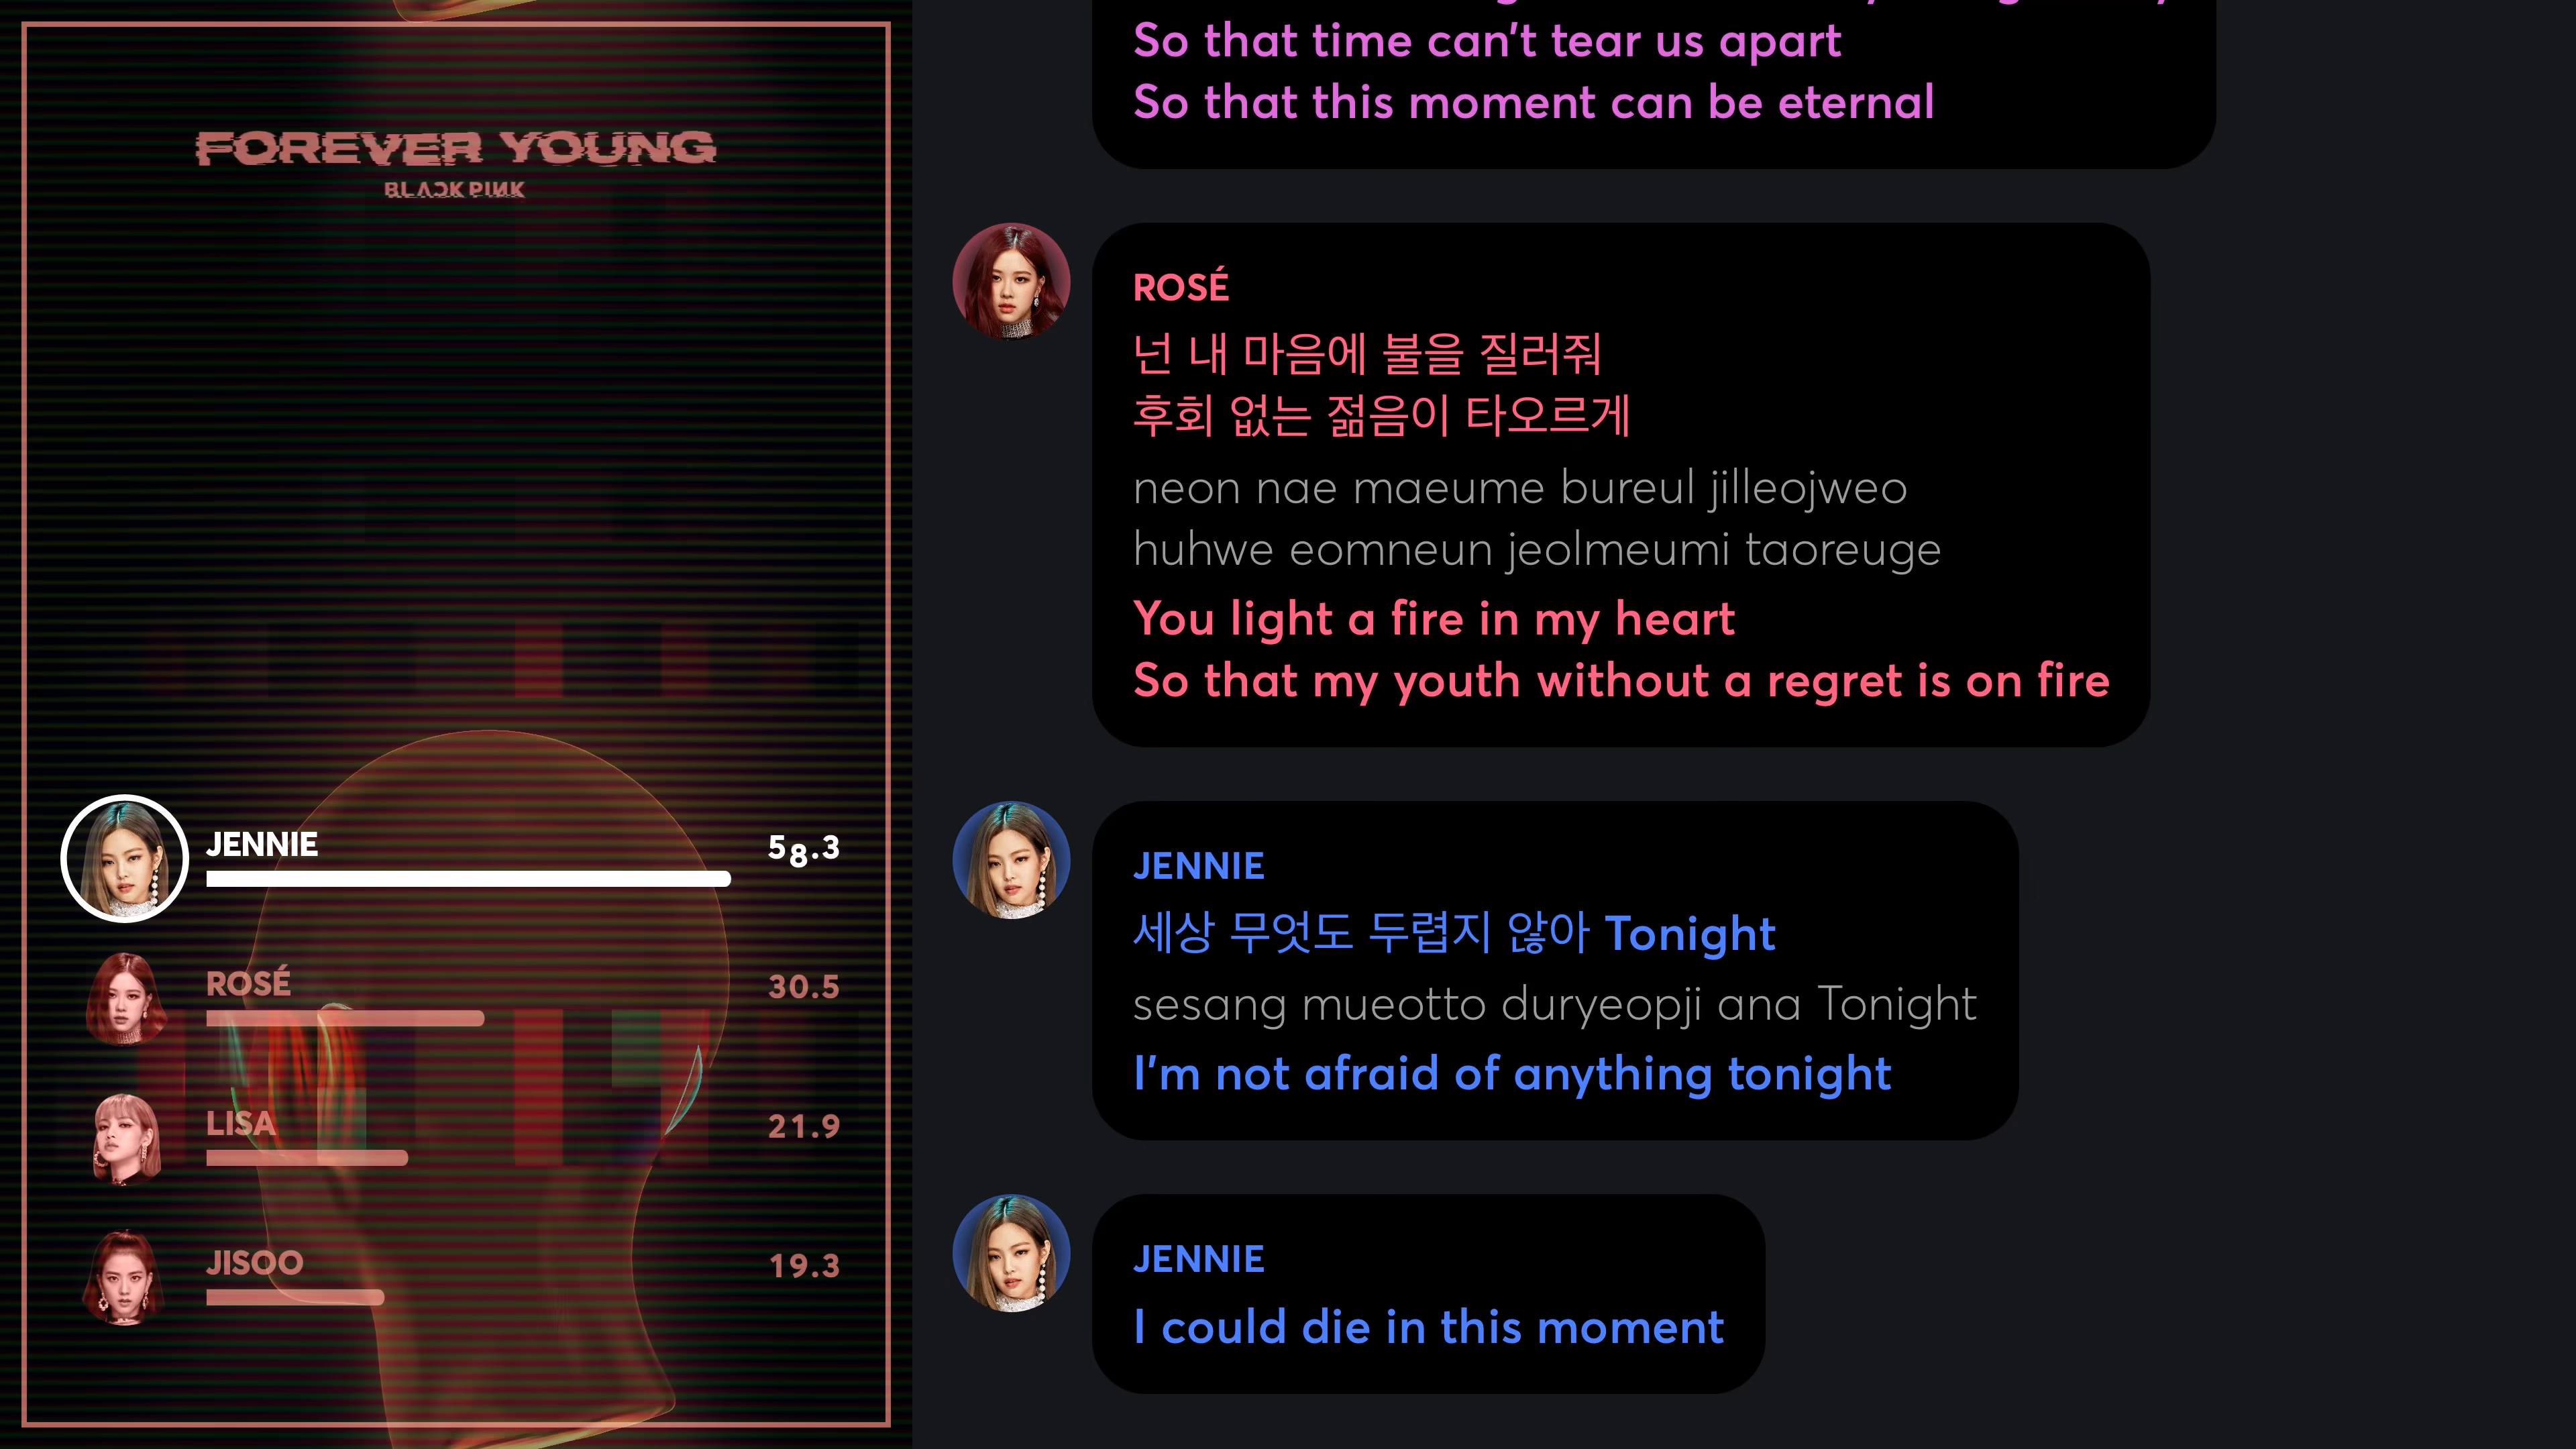 FOREVER YOUNG
BLACKPINK
JENNIE
58.3
ROSÉ
30.5
LISA
21.9
JISOO
19.3
So that time can't tear us apart
So that this moment can be eternal
ROSÉ
넌 내 마음에 불을 질러줘
후회 없는 젊음이 타오르게
neon nae maeume bureul jilleojweo
huhwe eomneun jeolmeumi taoreuge
You light a fire in my heart
So that my youth without a regret is on fire
JENNIE
세상 무엇도 두렵지 않아 Tonight
sesang mueotto duryeopji ana Tonight
I'm not afraid of anything tonight
JENNIE
I could die in this moment